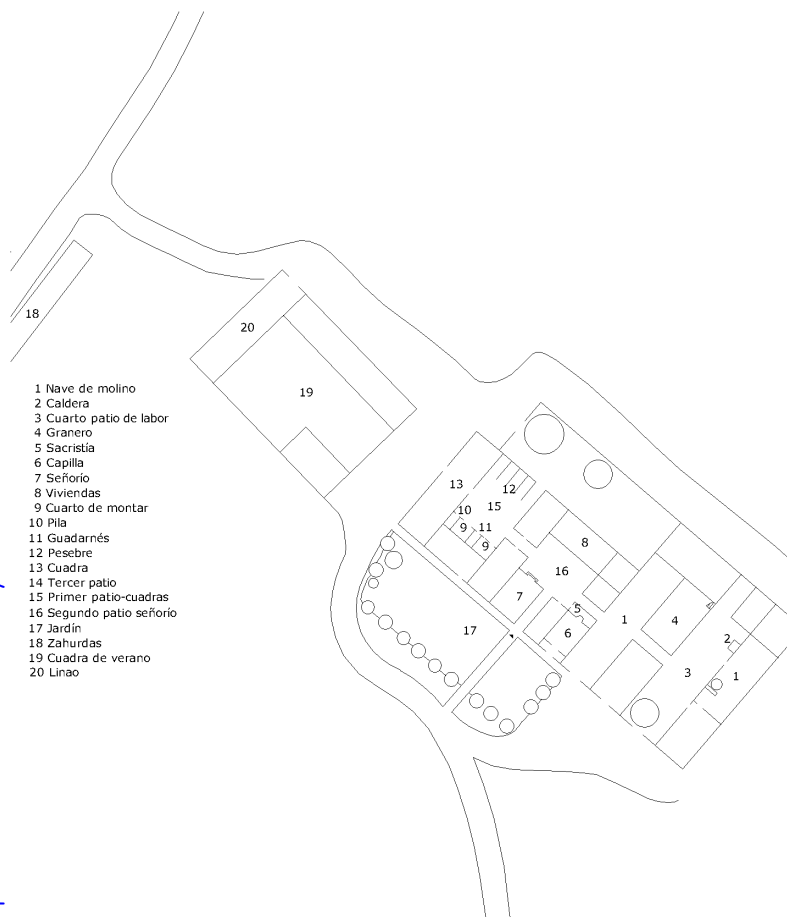 18
20
19
1 Nave de molino
2 Caldera
3 Cuarto patio de labor
4 Granero
5 Sacristía
6 Capilla
7 Señorío
8 Viviendas
9 Cuarto de montar
10 Pila
11 Guadarnés
12 Pesebre
13 Cuadra
14 Tercer patio
15 Primer patio-cuadras
16 Segundo patio señorío
17 Jardín
18 Zahurdas
19 Cuadra de verano
20 Linao
13
12
10
15
9
11
9
8
16
7
5
6
17
1
4
2
3
1